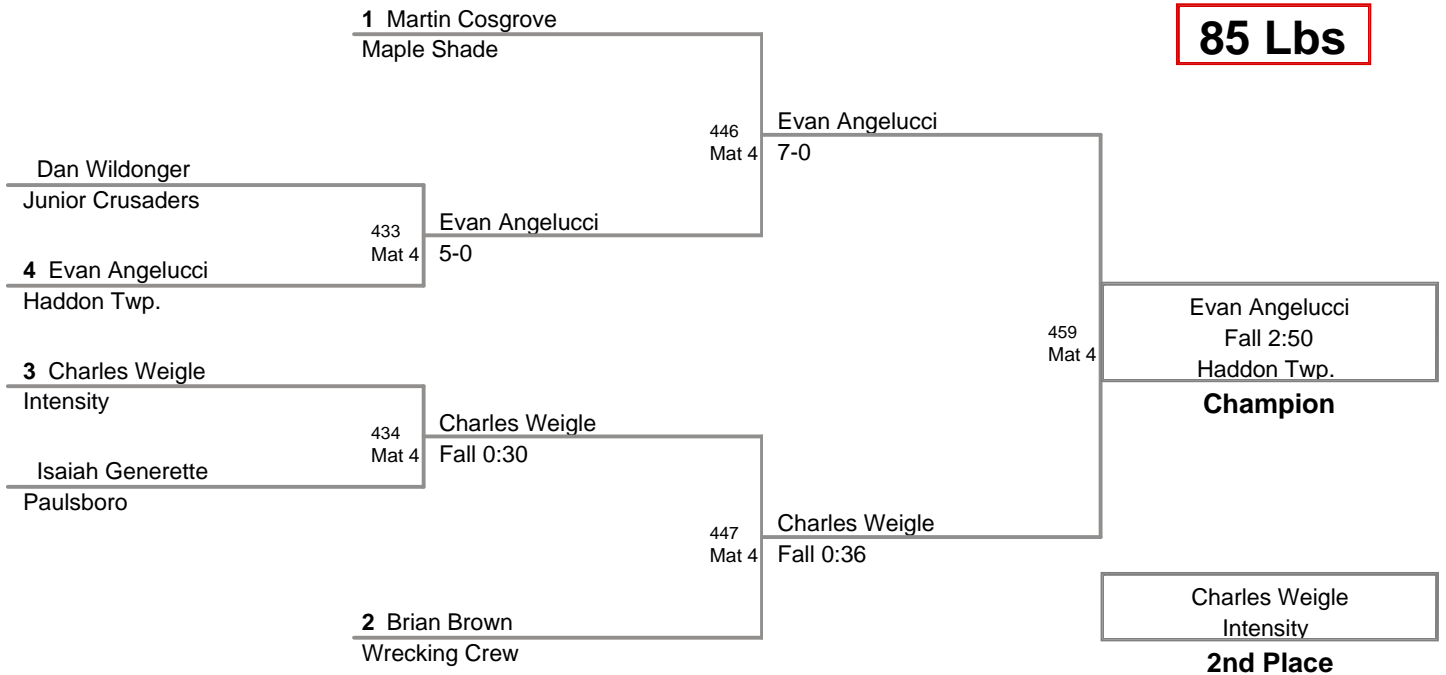 1 Martin Cosgrove
Maple Shade
85 Lbs
446
Mat 4
Evan Angelucci
7-0
Dan Wildonger
Junior Crusaders
433
Mat 4
Evan Angelucci
5-0
4 Evan Angelucci
Haddon Twp.
459
Mat 4
Evan Angelucci
Fall 2:50
Haddon Twp.
Champion
3 Charles Weigle
Intensity
434
Mat 4
Charles Weigle
Fall 0:30
Isaiah Generette
Paulsboro
447
Mat 4
Charles Weigle
Fall 0:36
2 Brian Brown
Wrecking Crew
Charles Weigle
Intensity
2nd Place